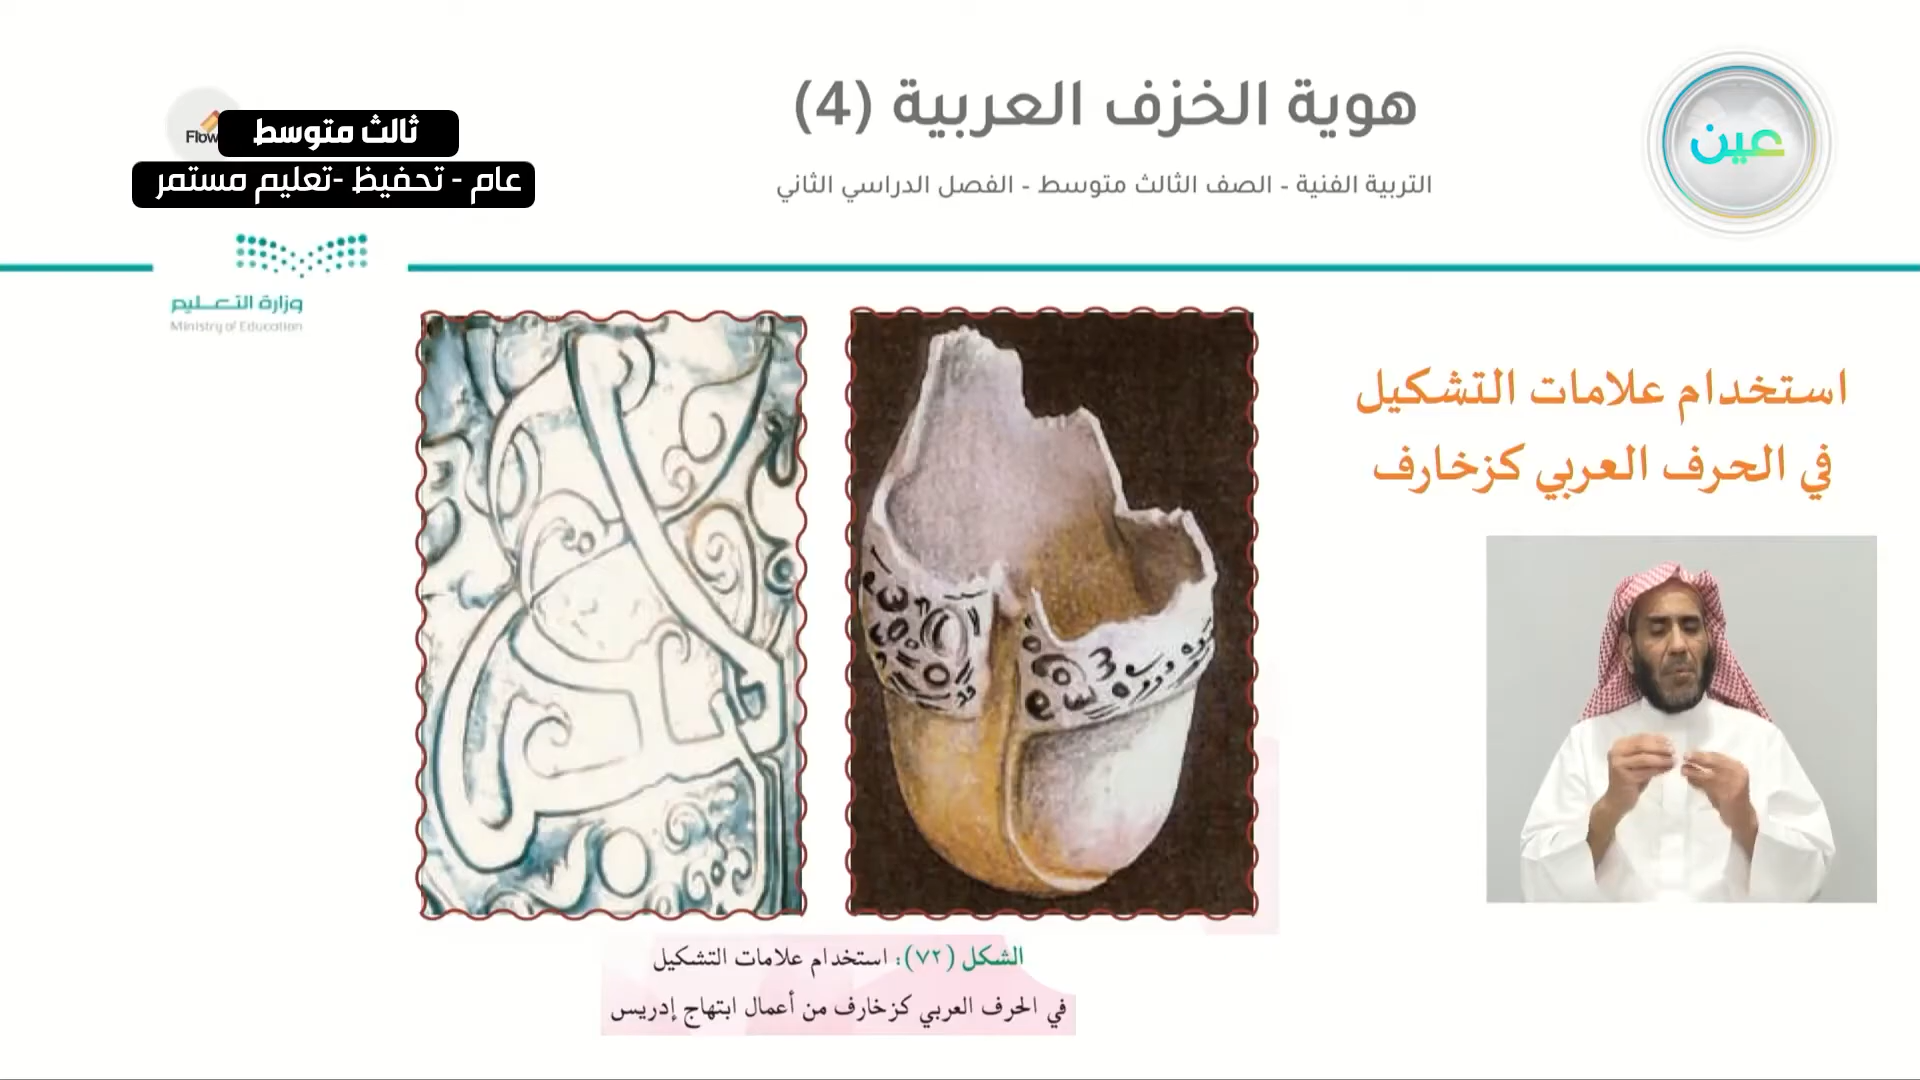 هوية الخزف العربية (4)
التربية الفنية - الصف الثالث متوسط - الفصل الدراسي الثاني
عين
Flow
ثالث متوسط
عام - تحفيظ -تعليم مستمر
وزارة التعليم
Ministry of Education
استخدام علامات التشكيل
في الحرف العربي كزخارف
الشكل (٧٢): استخدام علامات التشكيل
في الحرف العربي كزخارف من أعمال ابتهاج إدريس